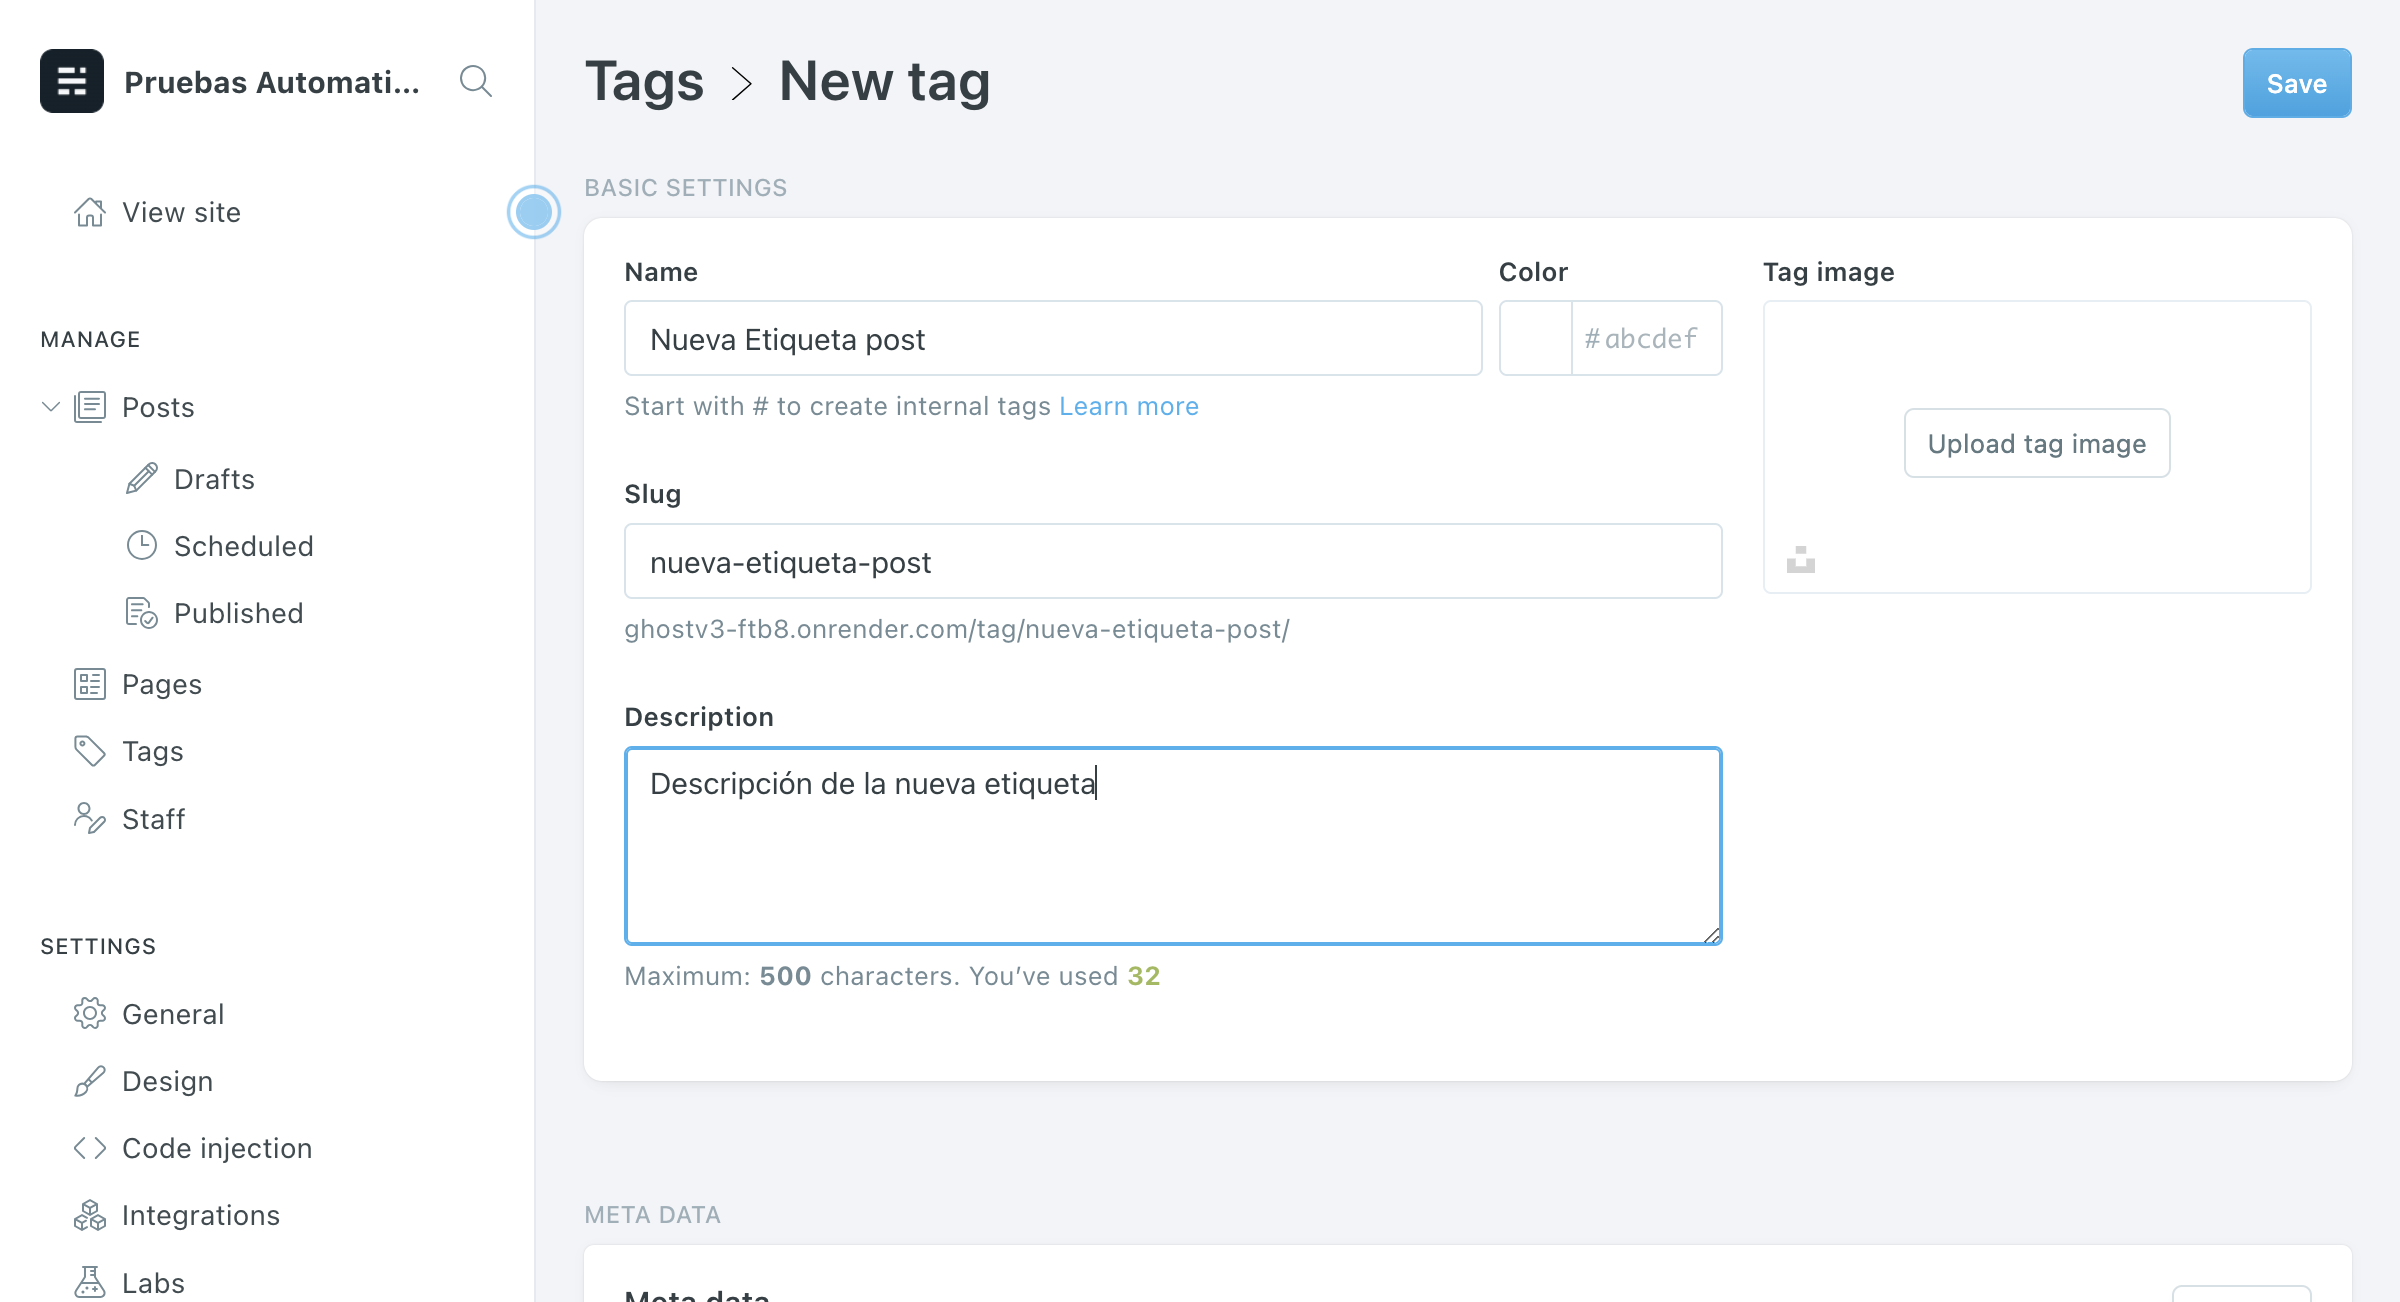 Pruebas Automati...
View site
MANAGE
Posts
Drafts
Scheduled
Published
Pages
Tags
Staff
SETTINGS
General
Design
Code injection
Integrations
Labs
Tags > New tag
Save
BASIC SETTINGS
Name
Nueva Etiqueta post
Start with # to create internal tags Learn more
Color
#abcdef
Tag image
Upload tag image
Slug
nueva-etiqueta-post
ghostv3-ftb8.onrender.com/tag/nueva-etiqueta-post/
Description
Descripción de la nueva etiqueta
Maximum: 500 characters. You’ve used 32
META DATA
Meta data